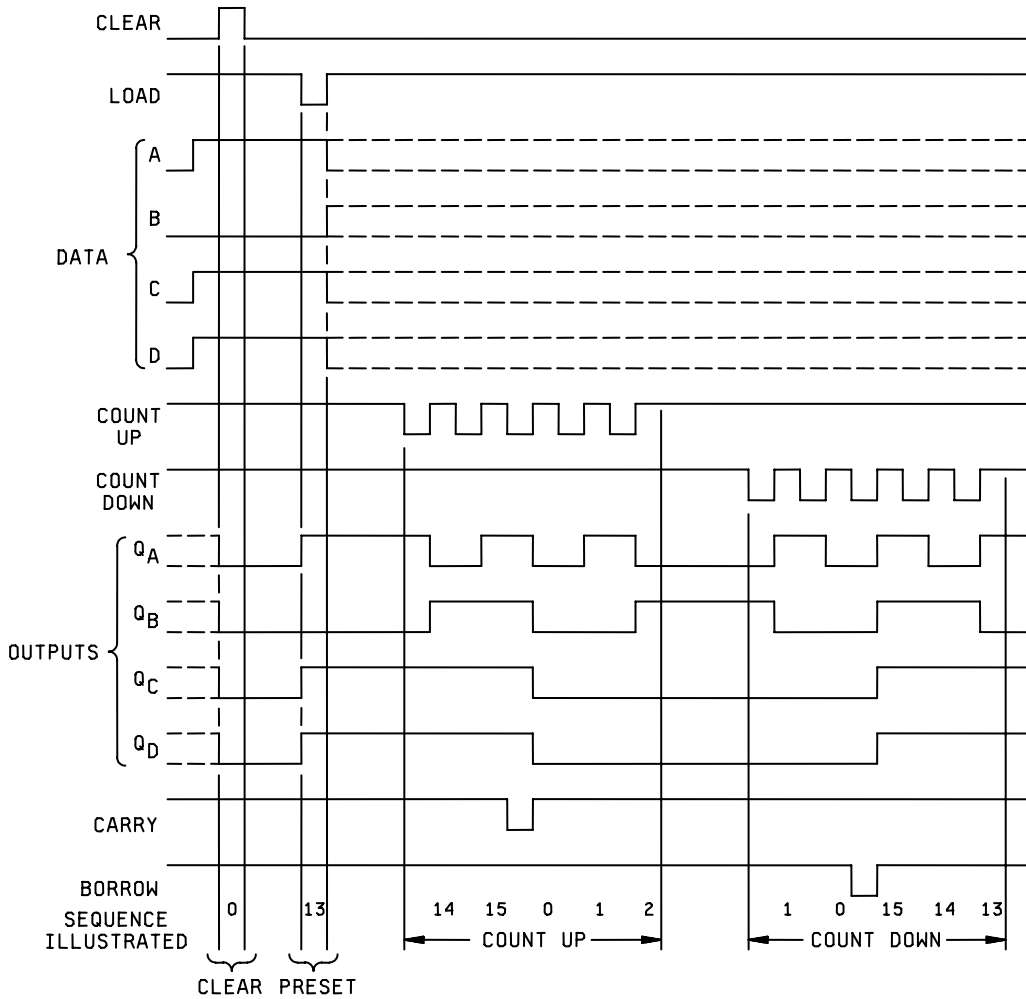 CLEAR
LOAD
A
B
DATA
C
D
COUNT
UP
COUNT
DOWN
QA
QB
OUTPUTS
QC
QD
CARRY
BORROW
SEQUENCE
ILLUSTRATED
0 13 14 15 0 1 2 1 0 15 14 13
COUNT UP COUNT DOWN
CLEAR PRESET